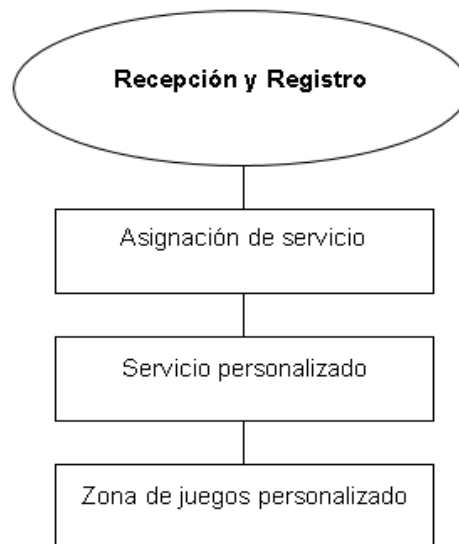 Recepción y Registro
Asignación de servicio
Servicio personalizado
Zona de juegos personalizado